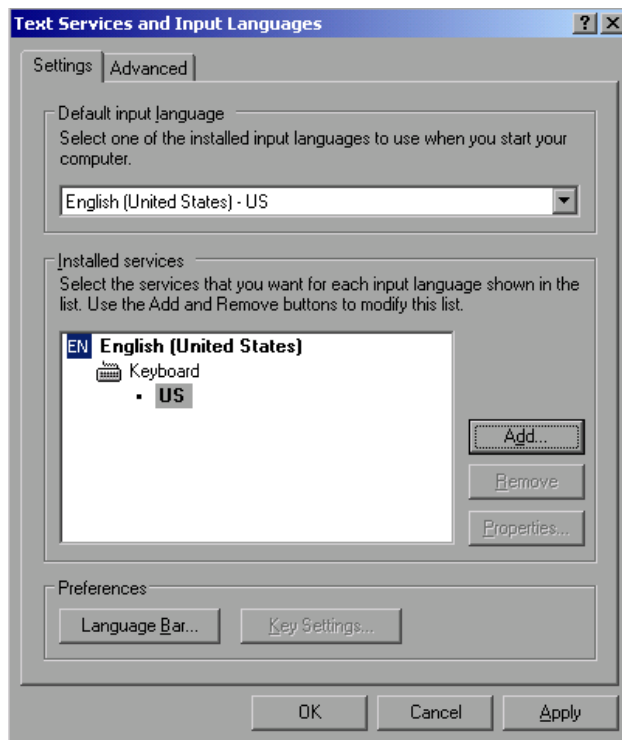 Text Services and Input Languages
Settings
Advanced
Default input language
Select one of the installed input languages to use when you start your
computer.
English (United States) - US
Installed services
Select the services that you want for each input language shown in the
list. Use the Add and Remove buttons to modify this list.
EN English (United States)
Keyboard
• US
Add...
Remove
Properties...
Preferences
Language Bar...
Key Settings...
OK
Cancel
Apply